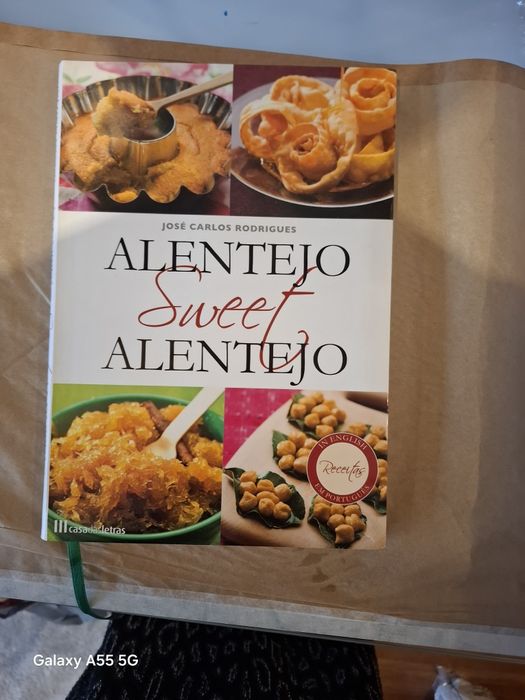 JOSÉ CARLOS RODRIGUES
ALENTEJO
Sweet
ALENTEJO
IN ENGLISH
Receitas
EM PORTUGUÊS
casadasletras
Galaxy A55 5G